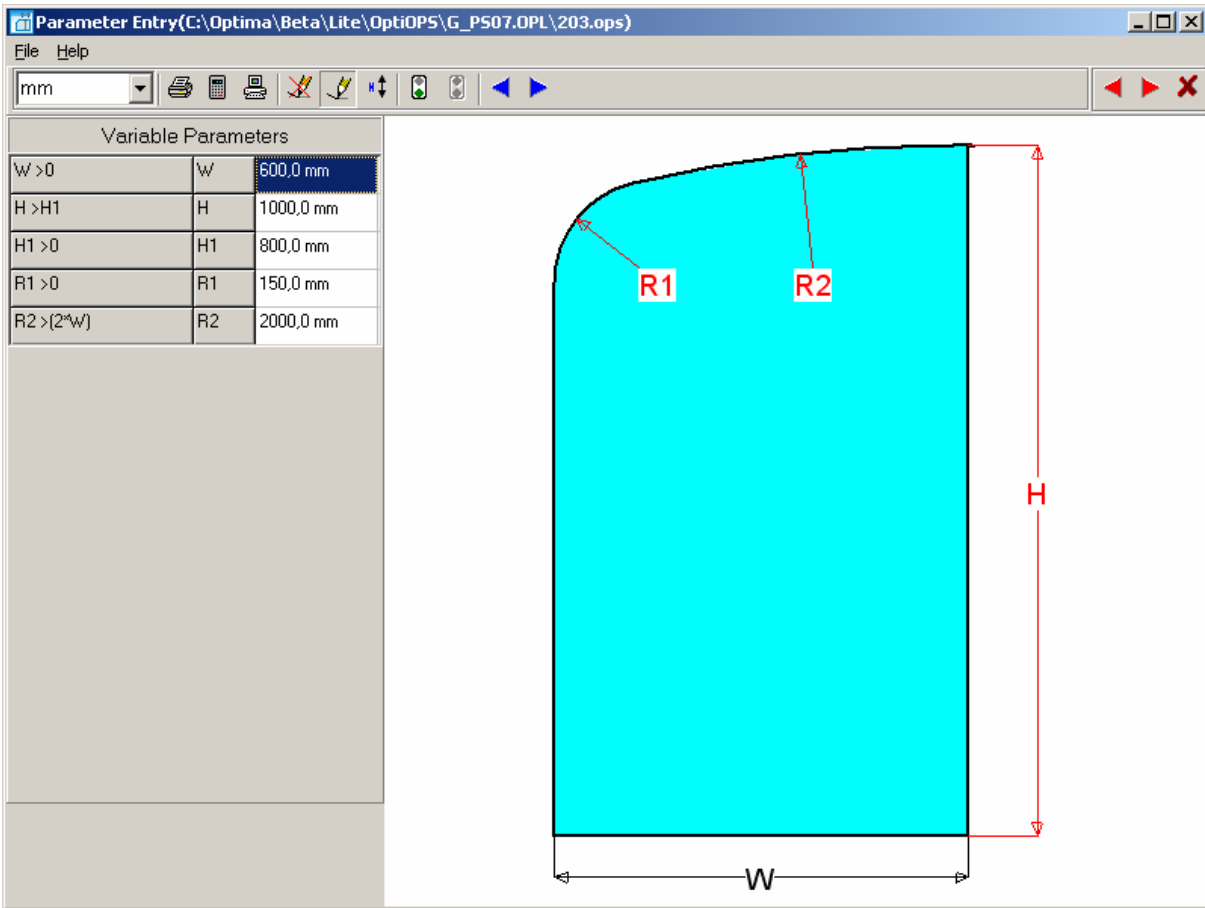 Parameter Entry(C:\Optima\Beta\Lite\OptiOPS\G_PS07.OPL\203.ops)
File Help
mm
Variable Parameters
W >0 W 600,0 mm
H >H1 H 1000,0 mm
H1 >0 H1 800,0 mm
R1 >0 R1 150,0 mm
R2 >(2*W) R2 2000,0 mm
R1 R2
H
W